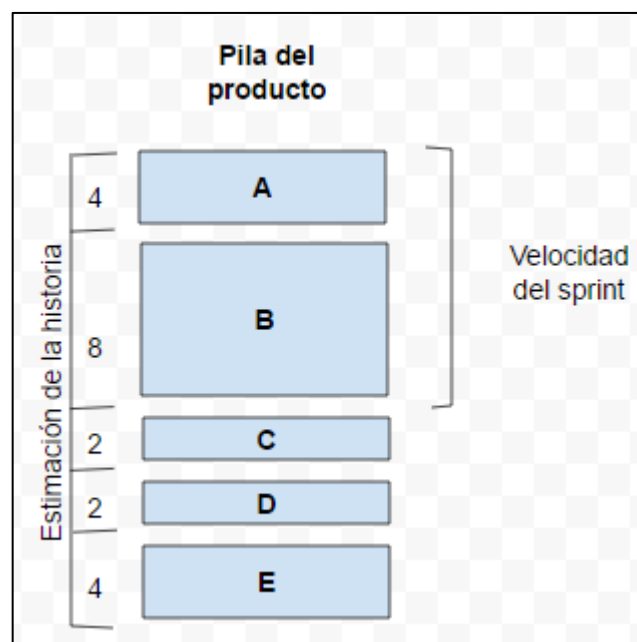 Pila del
producto
Estimación de la historia
4
A
8
B
Velocidad
del sprint
2
C
2
D
4
E